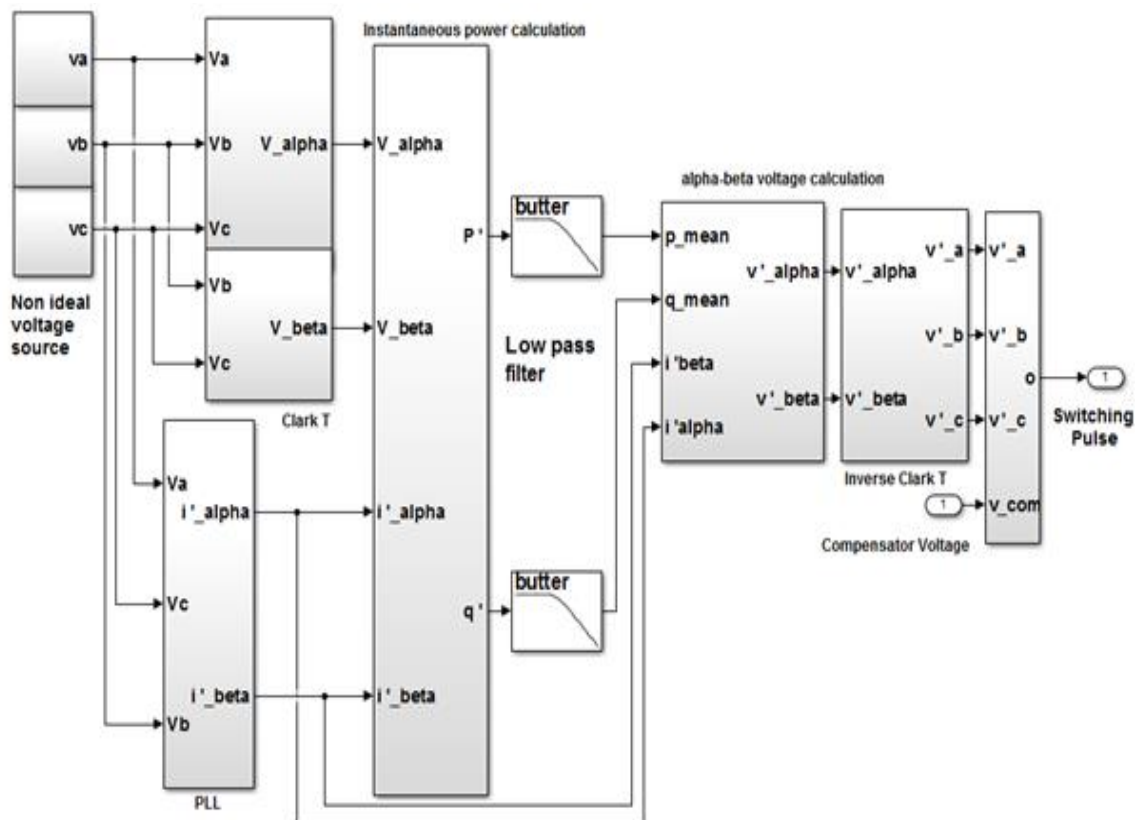 Instantaneous power calculation
va
vb
vc
Non ideal
voltage
source
Va
Vb
Vc
V_alpha
Vb
Vc
V_beta
Clark T
Va
Vc
Vb
i '_alpha
i '_beta
PLL
V_alpha
V_beta
i '_alpha
i '_beta
P '
q '
butter
Low pass
filter
butter
alpha-beta voltage calculation
p_mean
q_mean
i 'beta
i 'alpha
v '_alpha
v '_beta
v '_alpha
v '_beta
v '_a
v '_b
v '_c
Inverse Clark T
v '_a
v '_b
v '_c
v_com
o
1
Switching
Pulse
1
Compensator Voltage